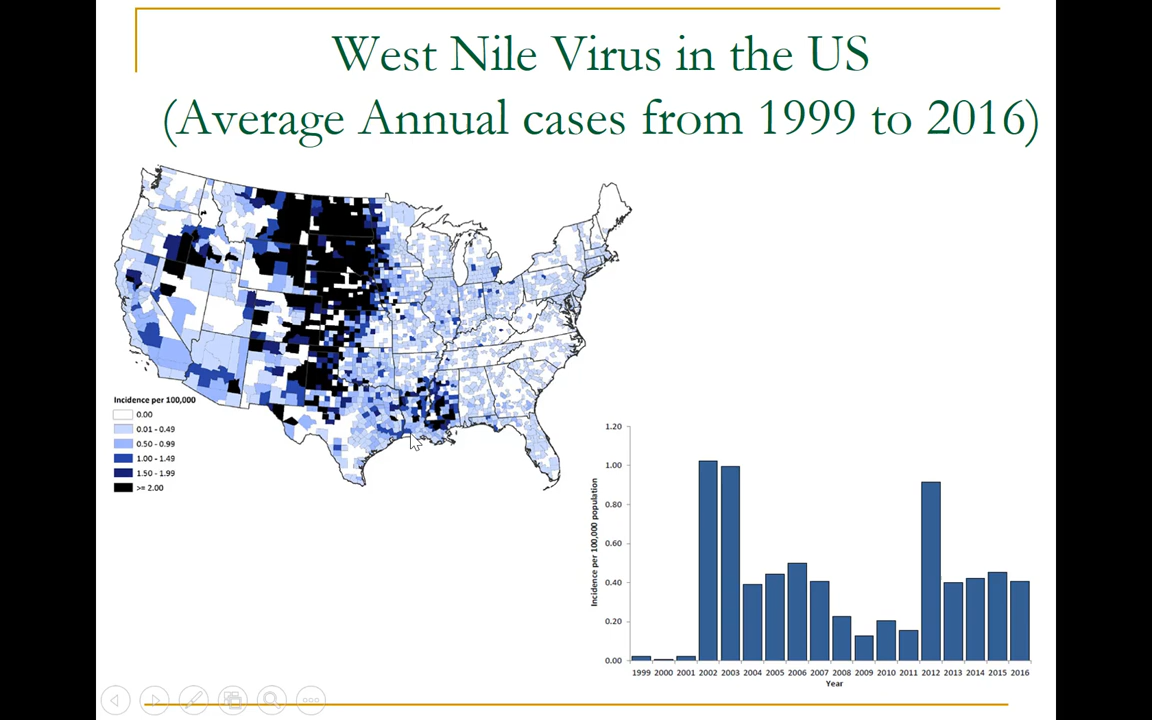 West Nile Virus in the US
(Average Annual cases from 1999 to 2016)
Incidence per 100,000
0.00
0.01 - 0.49
0.50 - 0.99
1.00 - 1.49
1.50 - 1.99
>= 2.00
Incidence per 100,000 population
1.20
1.00
0.80
0.60
0.40
0.20
0.00
1999 2000 2001 2002 2003 2004 2005 2006 2007 2008 2009 2010 2011 2012 2013 2014 2015 2016
Year